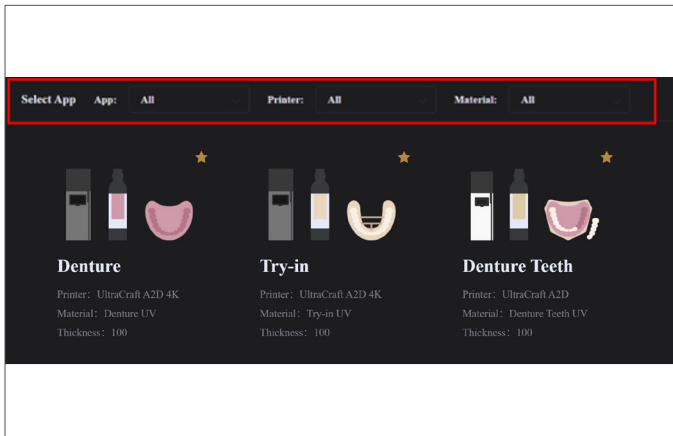 Select App App: All Printer: All Material: All
Denture Try-in Denture Teeth
Printer: UltraCraft A2D 4K Printer: UltraCraft A2D 4K Printer: UltraCraft A2D
Material: Denture UV Material: Try-in UV Material: Denture Teeth UV
Thickness: 100 Thickness: 100 Thickness: 100